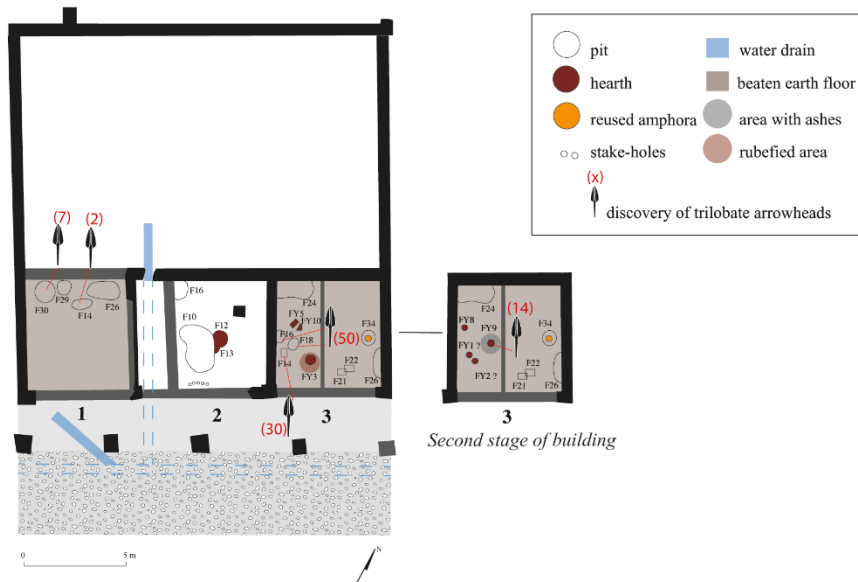 pit
hearth
reused amphora
stake-holes
water drain
beaten earth floor
area with ashes
rubefied area
(x)
discovery of trilobate arrowheads
(7)
(2)
F30
F29
F14
F26
F16
F10
F12
F13
F24
FY5
F16
FY10
F18
F14
FY3
(50)
F34
F22
F21
F26
(30)
1
2
3
F24
FY8
FY9
FY1 ?
FY2 ?
(14)
F34
F22
F21
F26
3
Second stage of building
0
5 m
N